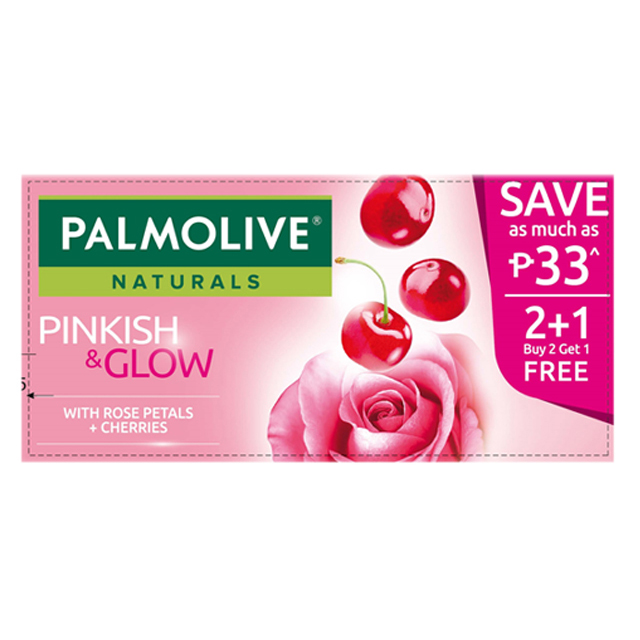 PALMOLIVE®
NATURALS
PINKISH
&GLOW
WITH ROSE PETALS
+ CHERRIES
SAVE
as much as
₱33^
2+1
Buy 2 Get 1
FREE